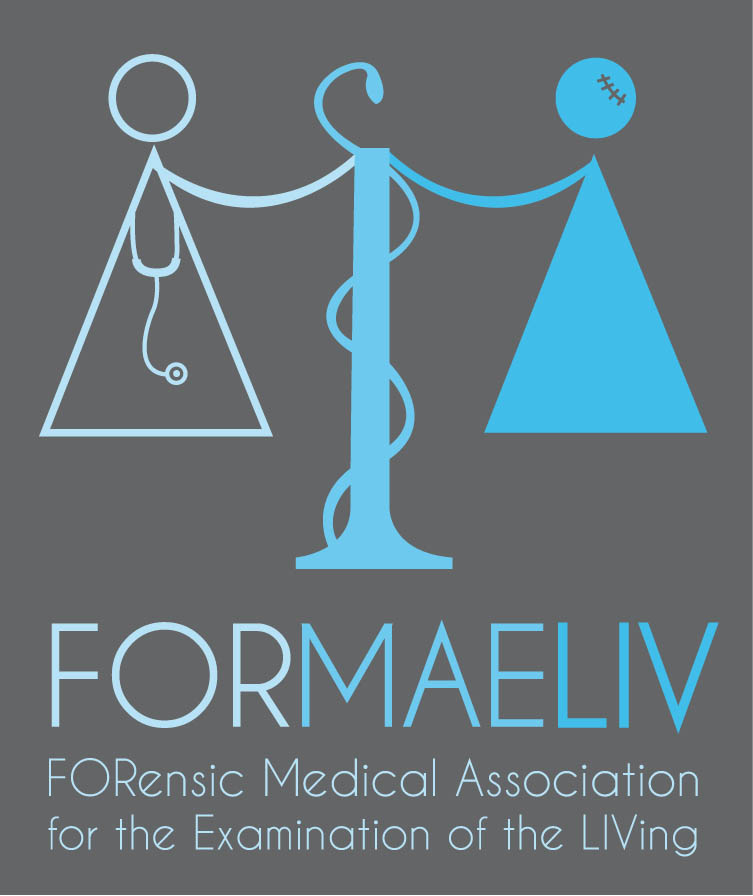 FORMAELIV
FORensic Medical Association
for the Examination of the LIVing